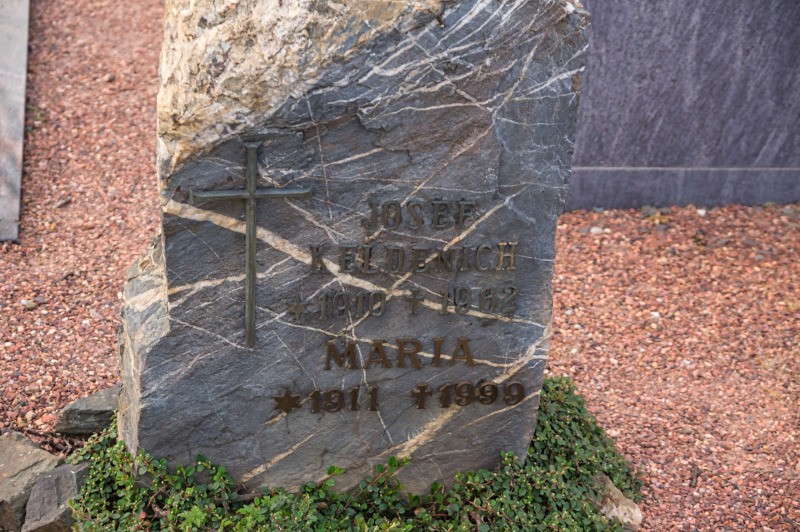 JOSEF
KELDENICH
★1910 ✝ 1962
MARIA
★1911 ✝1999